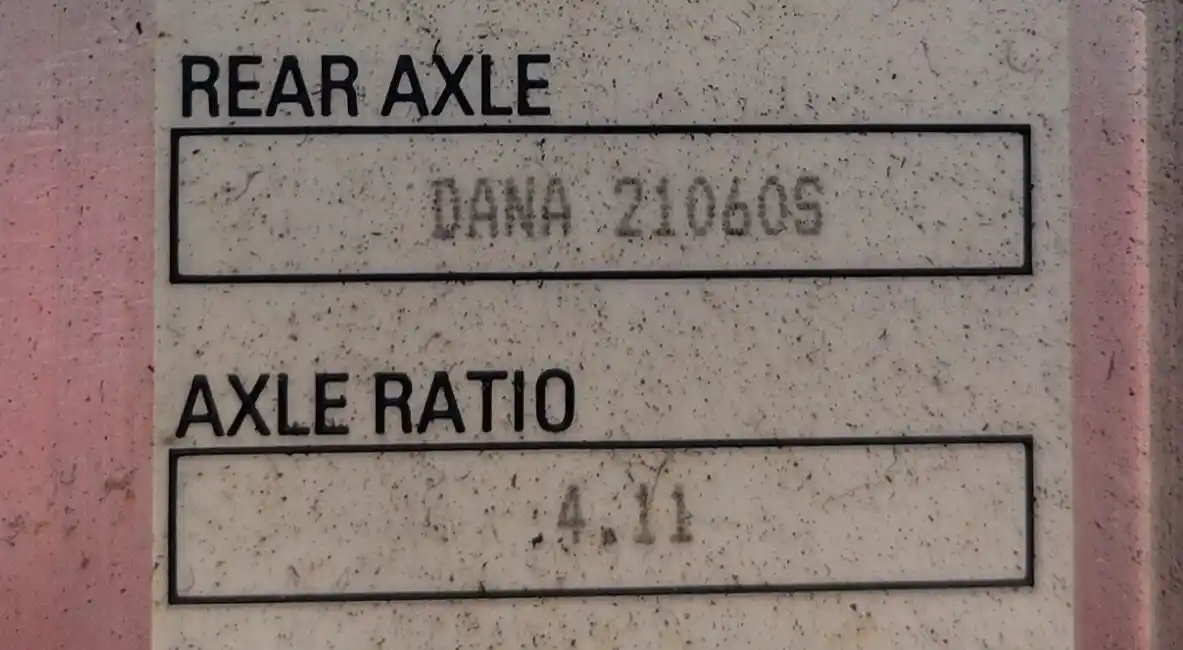 REAR AXLE
DANA 21060S
AXLE RATIO
4.11